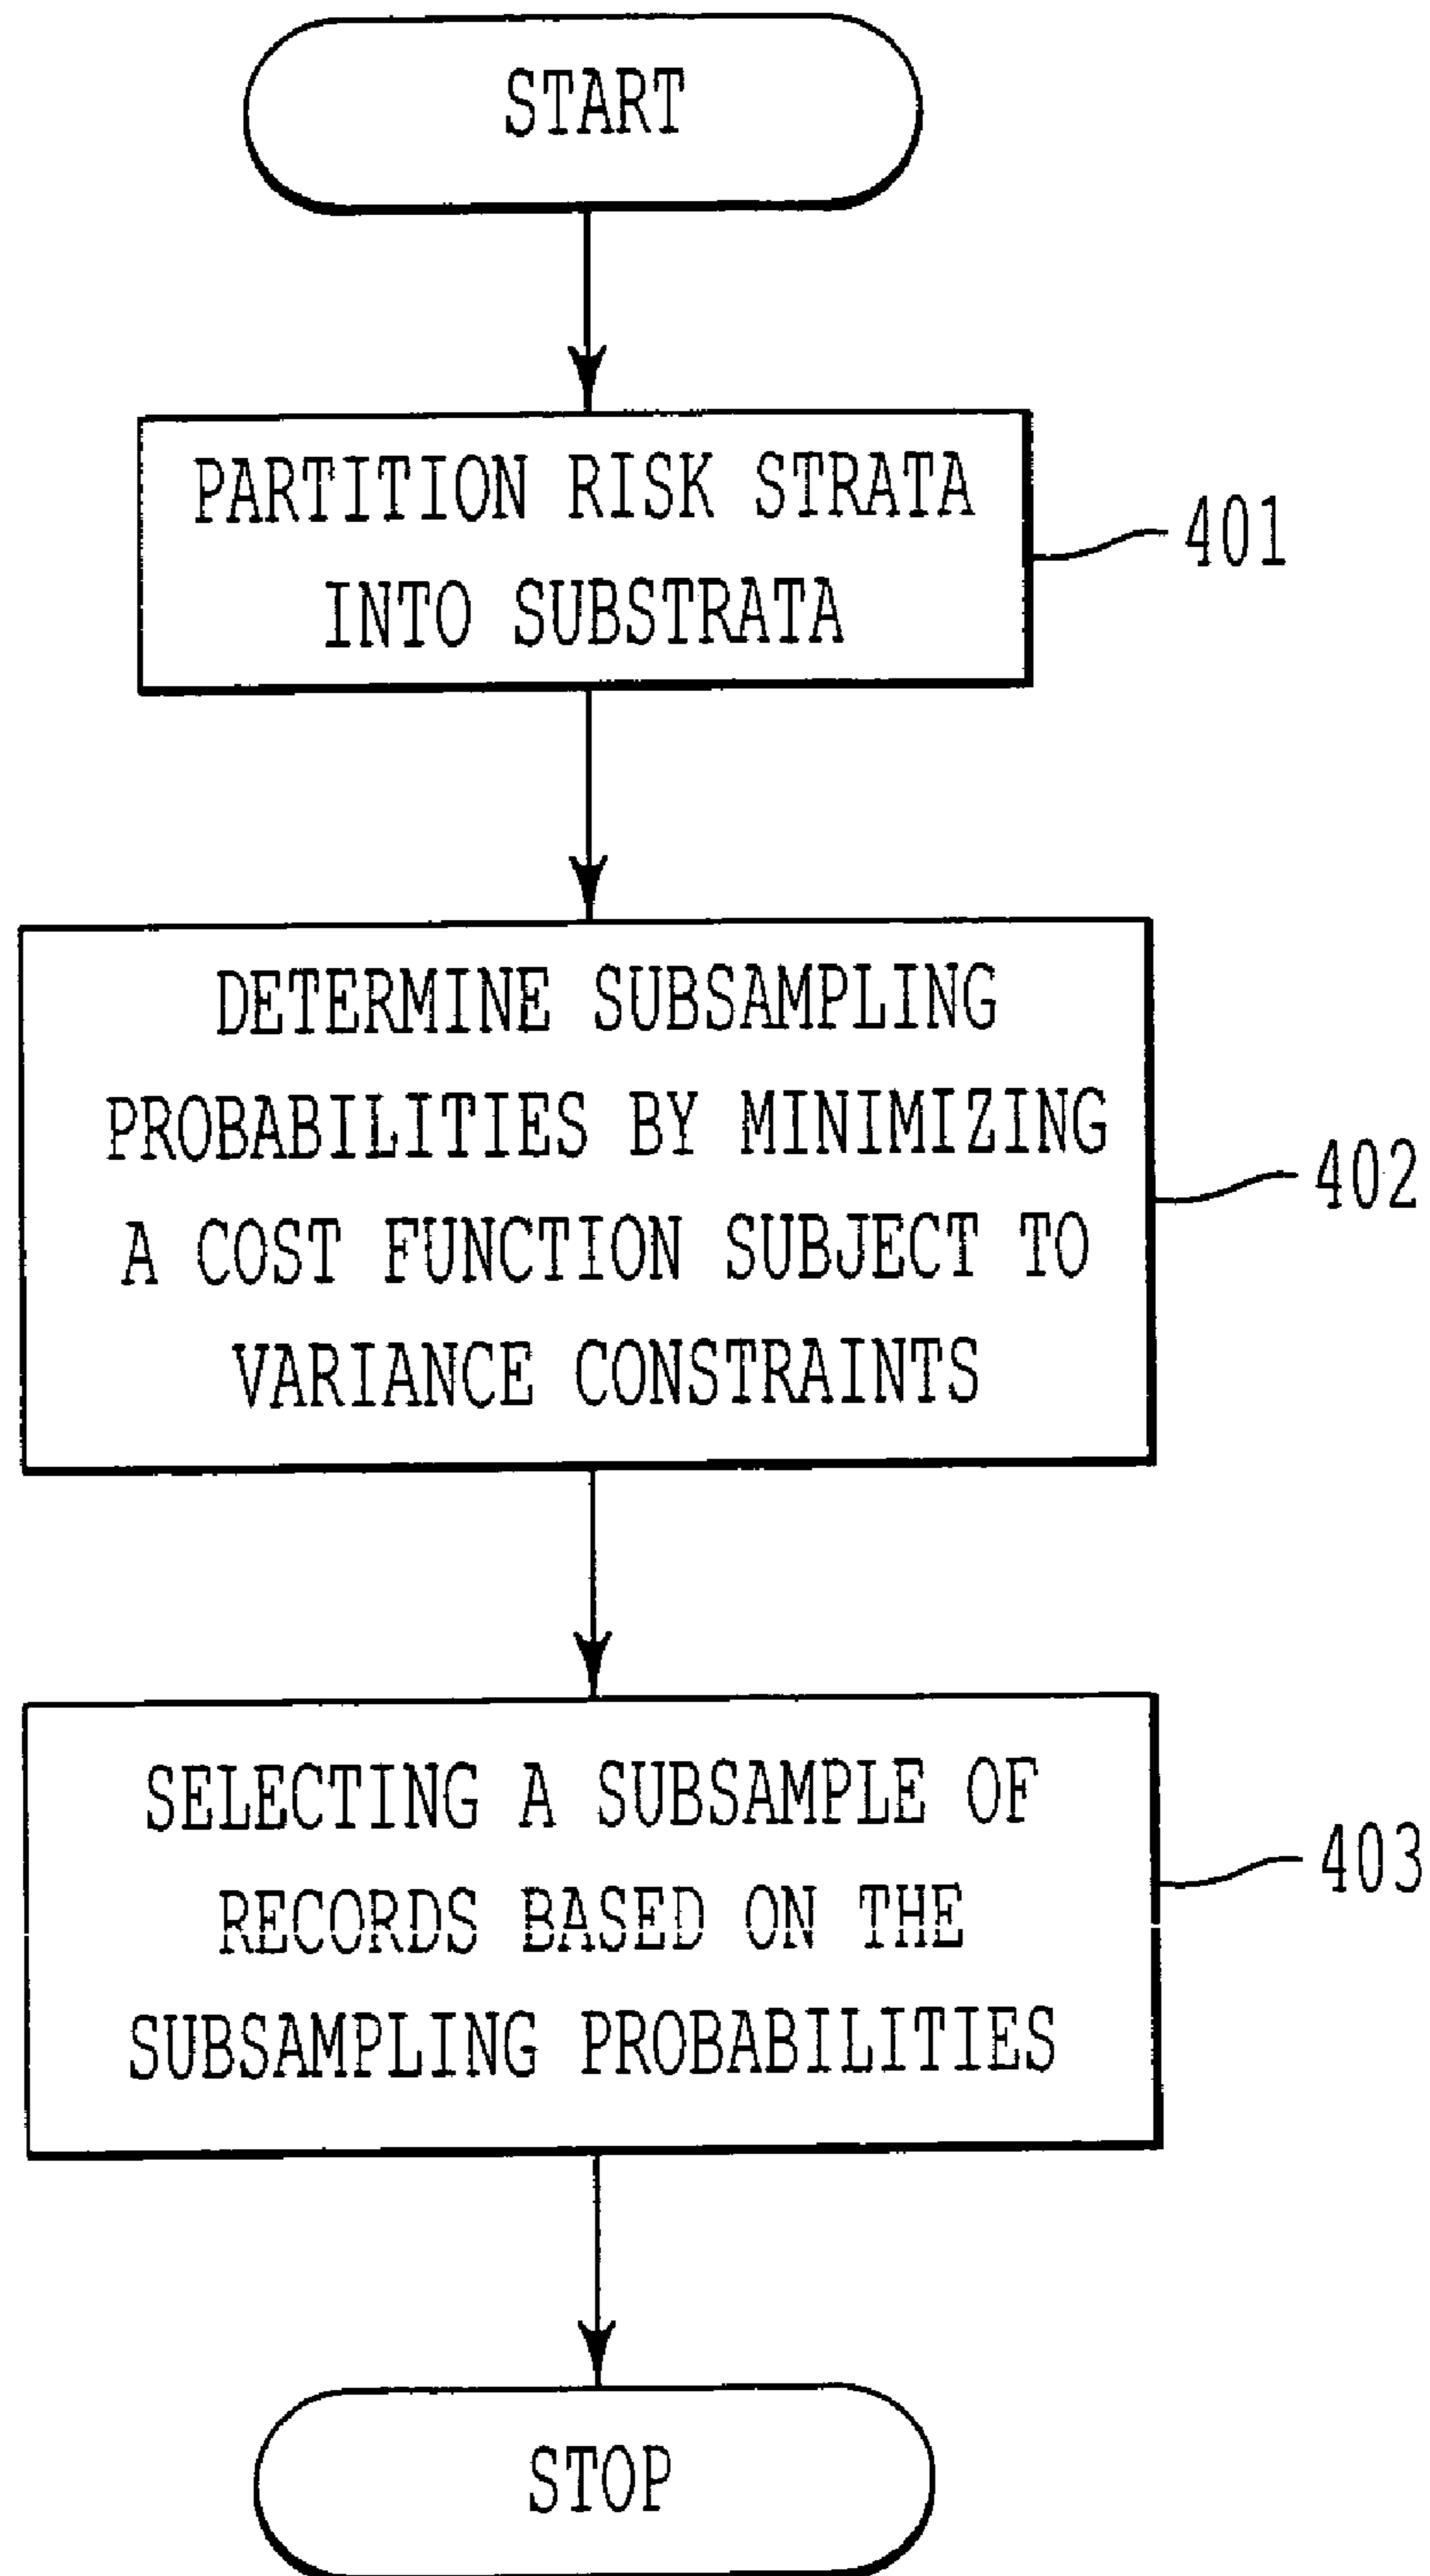 START
PARTITION RISK STRATA
INTO SUBSTRATA
401
DETERMINE SUBSAMPLING
PROBABILITIES BY MINIMIZING
A COST FUNCTION SUBJECT TO
VARIANCE CONSTRAINTS
402
SELECTING A SUBSAMPLE OF
RECORDS BASED ON THE
SUBSAMPLING PROBABILITIES
403
STOP